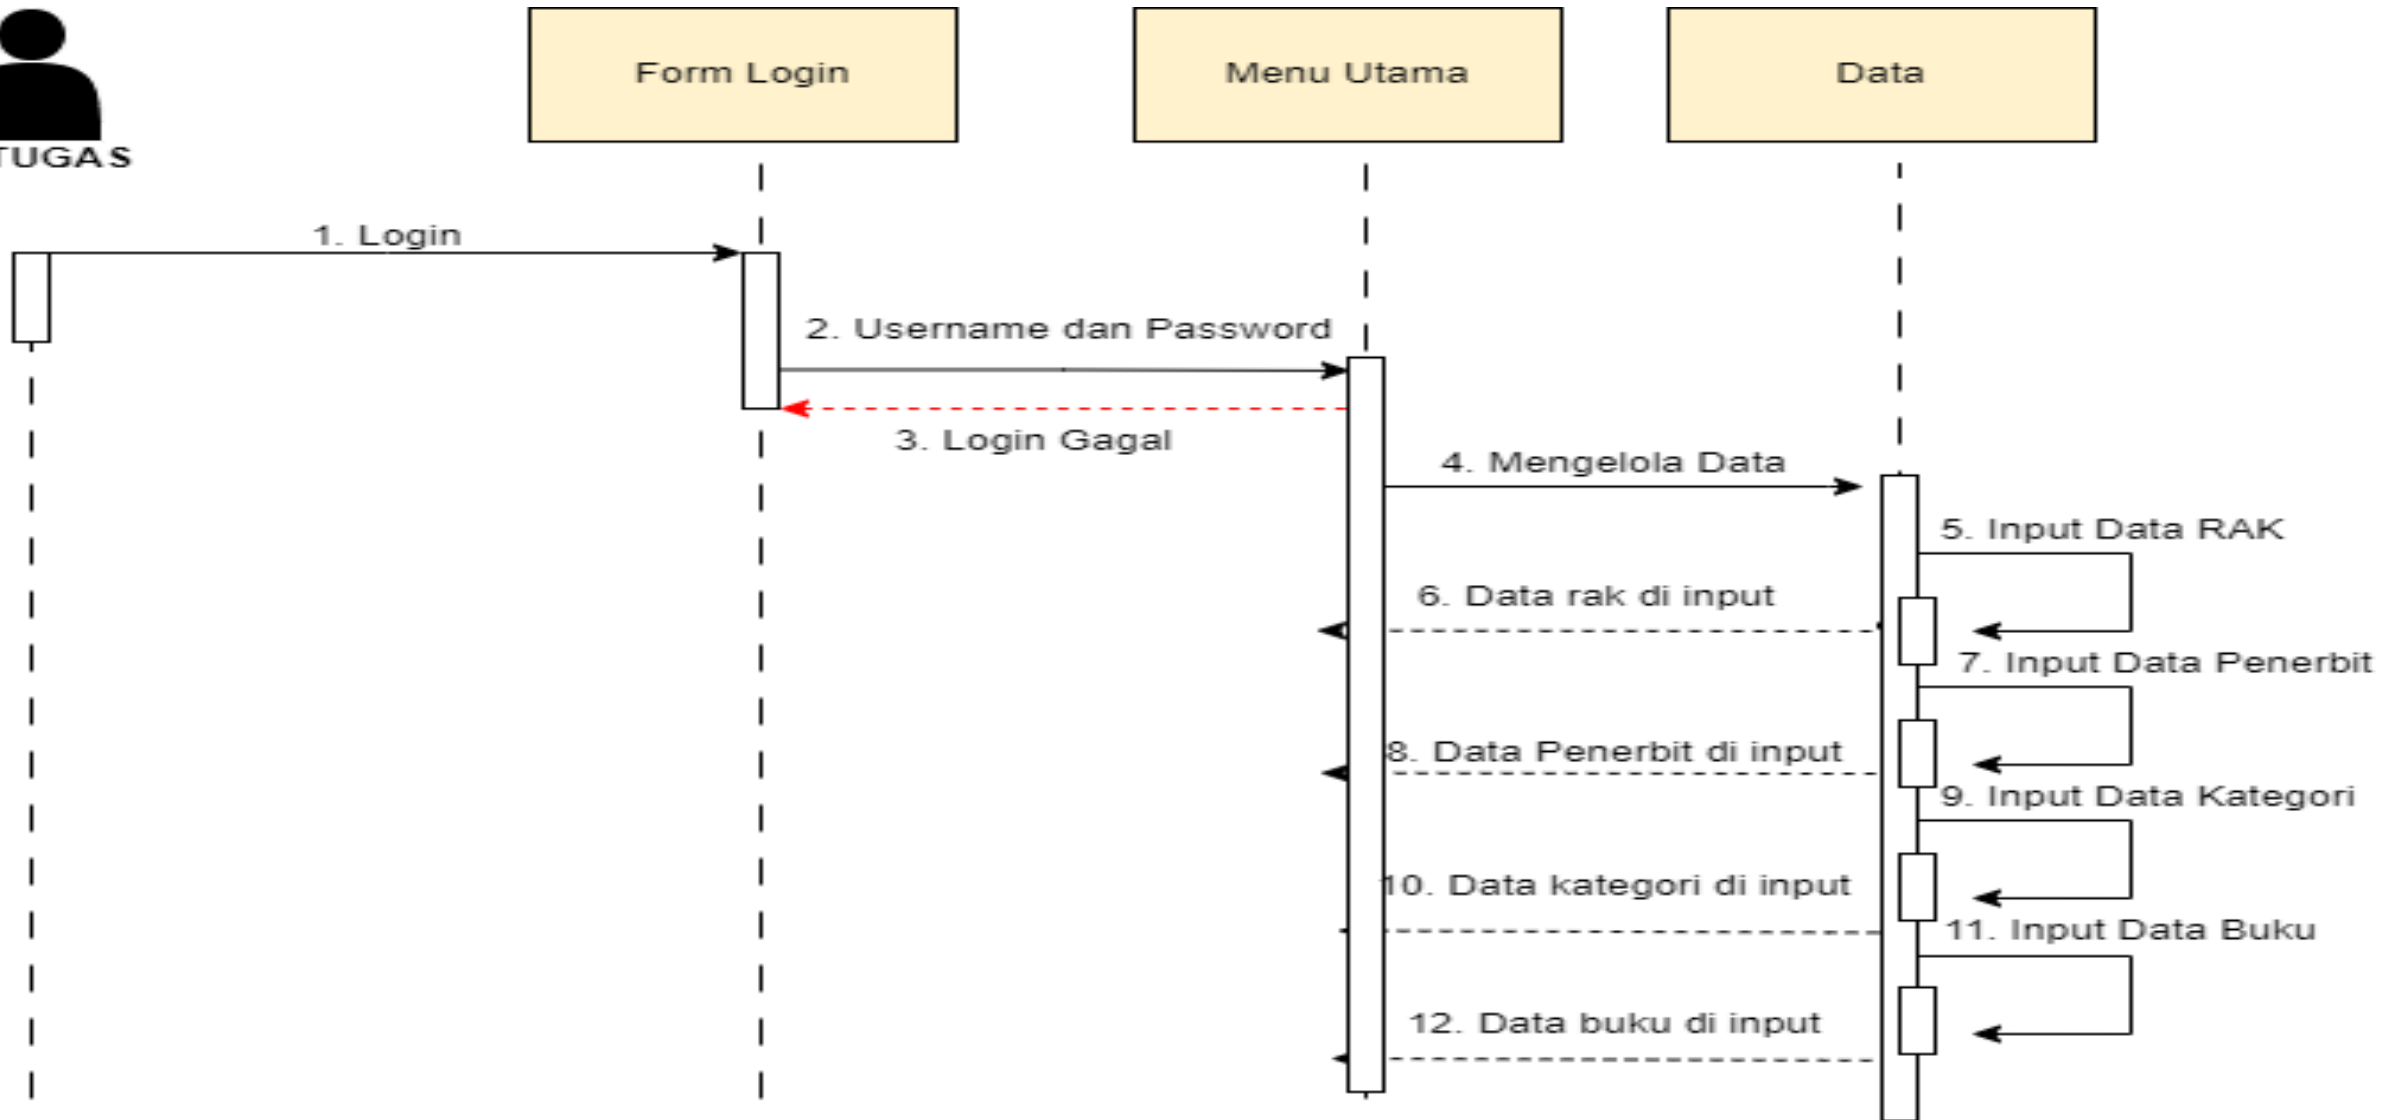 Form Login
Menu Utama
Data
TUGAS
1. Login
2. Username dan Password
3. Login Gagal
4. Mengelola Data
5. Input Data RAK
6. Data rak di input
7. Input Data Penerbit
8. Data Penerbit di input
9. Input Data Kategori
10. Data kategori di input
11. Input Data Buku
12. Data buku di input